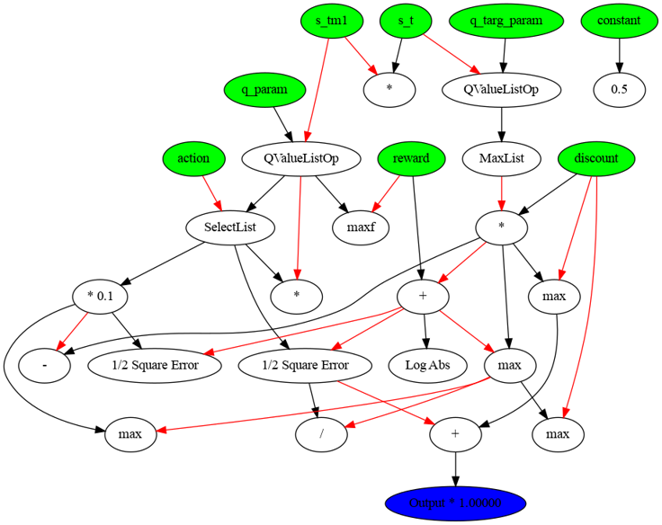 s_tm1
s_t
q_targ_param
constant
q_param
*
QValueListOp
0.5
action
QValueListOp
reward
MaxList
discount
SelectList
maxf
*
* 0.1
*
+
max
-
1/2 Square Error
1/2 Square Error
Log Abs
max
max
/
+
max
Output * 1.00000